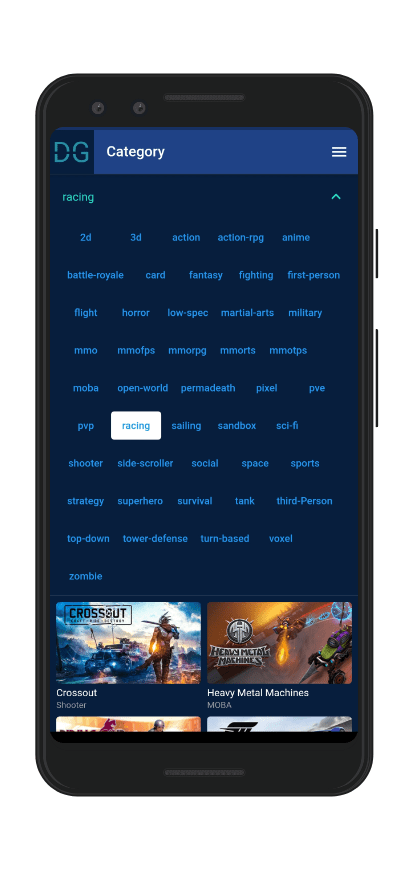 DG Category
racing
2d 3d action action-rpg anime
battle-royale card fantasy fighting first-person
flight horror low-spec martial-arts military
mmo mmofps mmorpg mmorts mmotps
moba open-world permadeath pixel pve
pvp racing sailing sandbox sci-fi
shooter side-scroller social space sports
strategy superhero survival tank third-Person
top-down tower-defense turn-based voxel
zombie
CROSSOUT
HEAVY METAL
MACHINES
Crossout Heavy Metal Machines
Shooter MOBA